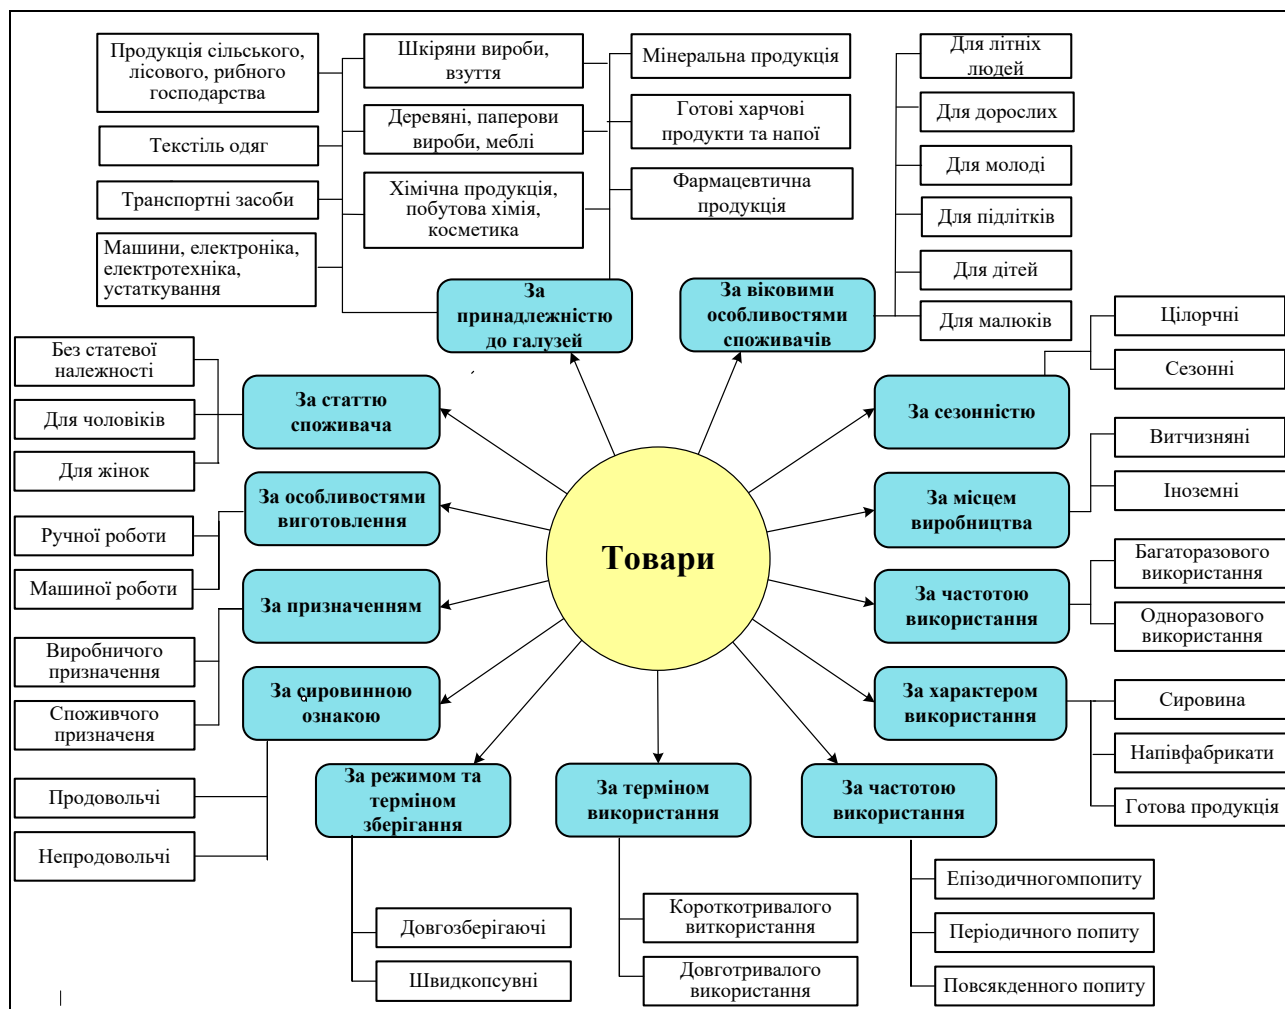 Продукція сільського,
лісового, рибного
господарства
Текстіль одяг
Транспортні засоби
Машини, електроніка,
електротехніка,
устаткування
Шкіряни вироби,
взуття
Деревяні, паперови
вироби, меблі
Хімічна продукція,
побутова хімія,
косметика
Мінеральна продукція
Готові харчові
продукти та напої
Фармацевтична
продукція
Для літніх
людей
Для дорослих
Для молоді
Для підлітків
Для дітей
Для малюків
За
принадлежністю
до галузей
За віковими
особливостями
споживачів
Цілорчні
Сезонні
За сезонністю
Без статевої
належності
Для чоловіків
Для жінок
За статтю
споживача
Витчизняні
Іноземні
За місцем
виробництва
За особливостями
виготовлення
Ручної роботи
Машиної роботи
Товари
Багаторазового
використання
Одноразового
використання
За частотою
використання
За призначенням
Виробничого
призначення
Споживчого
призначеня
За сировинною
ознакою
Продовольчі
Непродовольчі
За характером
використання
Сировина
Напівфабрикати
Готова продукція
За режимом та
терміном
зберігання
Довгозберігаючі
Швидкопсувні
За терміном
використання
Короткотривалого
виткористання
Довготривалого
використання
За частотою
використання
Епізодичногмпопиту
Періодичного попиту
Повсякденного попиту